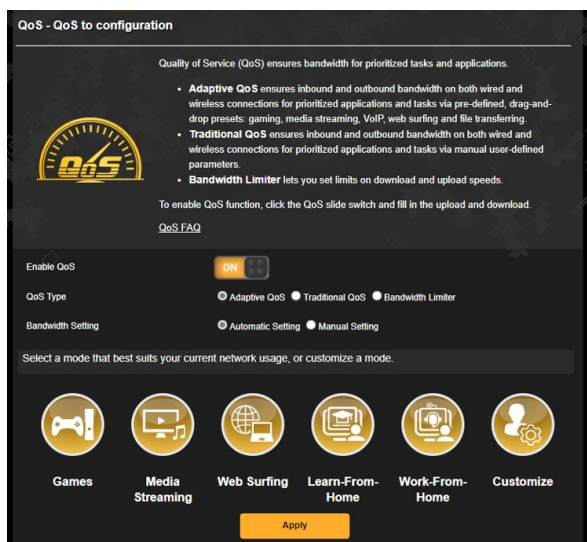 QoS - QoS to configuration
Quality of Service (QoS) ensures bandwidth for prioritized tasks and applications.
• Adaptive QoS ensures inbound and outbound
bandwidth on both wired and
wireless connections for prioritized applications
and tasks via pre-defined, drag-and-
drop presets: gaming, media streaming, VoIP, web surfing and file transferring.
• Traditional QoS ensures inbound and outbound bandwidth on both wired and
wireless connections for prioritized applications and tasks via manual user-defined
parameters.
• Bandwidth Limiter lets you set limits on download and upload speeds.
QoS
To enable QoS function, click the QoS slide switch and fill in the upload and download.
QoS FAQ
Enable QoS
ON
QoS Type
Adaptive QoS Traditional QoS Bandwidth Limiter
Bandwidth Setting
Automatic Setting Manual Setting
Select a mode that best suits your current network usage, or customize a mode.
Games
Media
Streaming
Web Surfing
Learn-From-
Home
Work-From-
Home
Customize
Apply